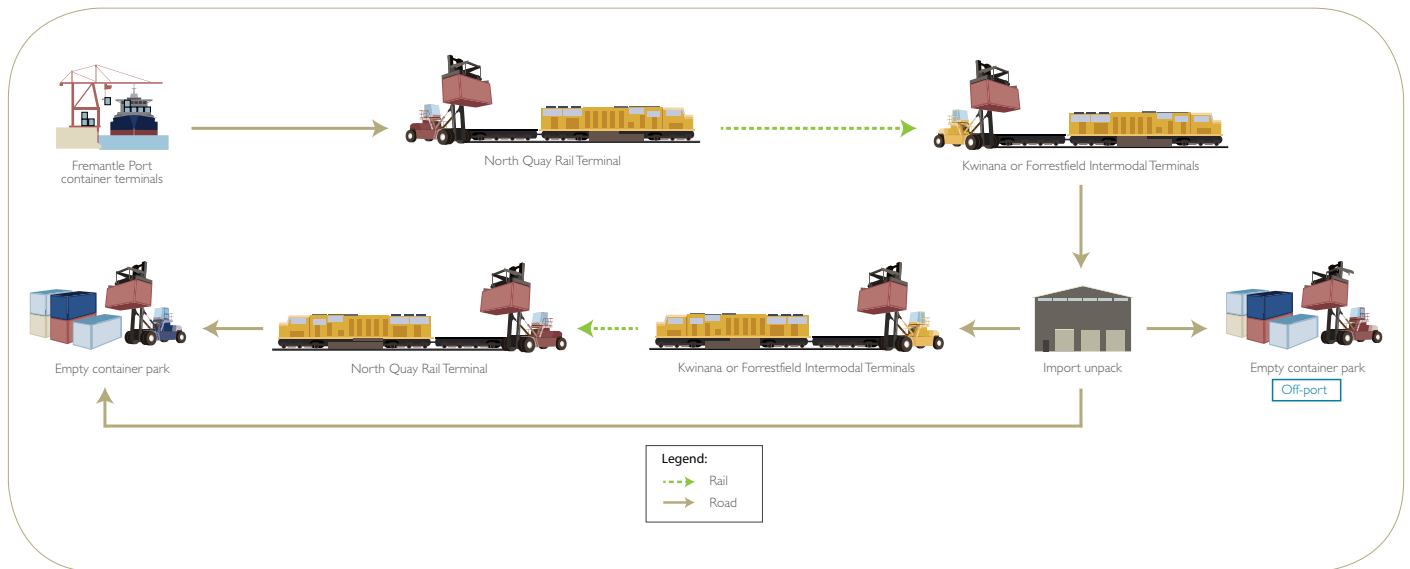 Fremantle Port
container terminals
North Quay Rail Terminal
Kwinana or Forrestfield Intermodal Terminals
Empty container park
North Quay Rail Terminal
Kwinana or Forrestfield Intermodal Terminals
Import unpack
Empty container park
Off-port
Legend:
Rail
Road